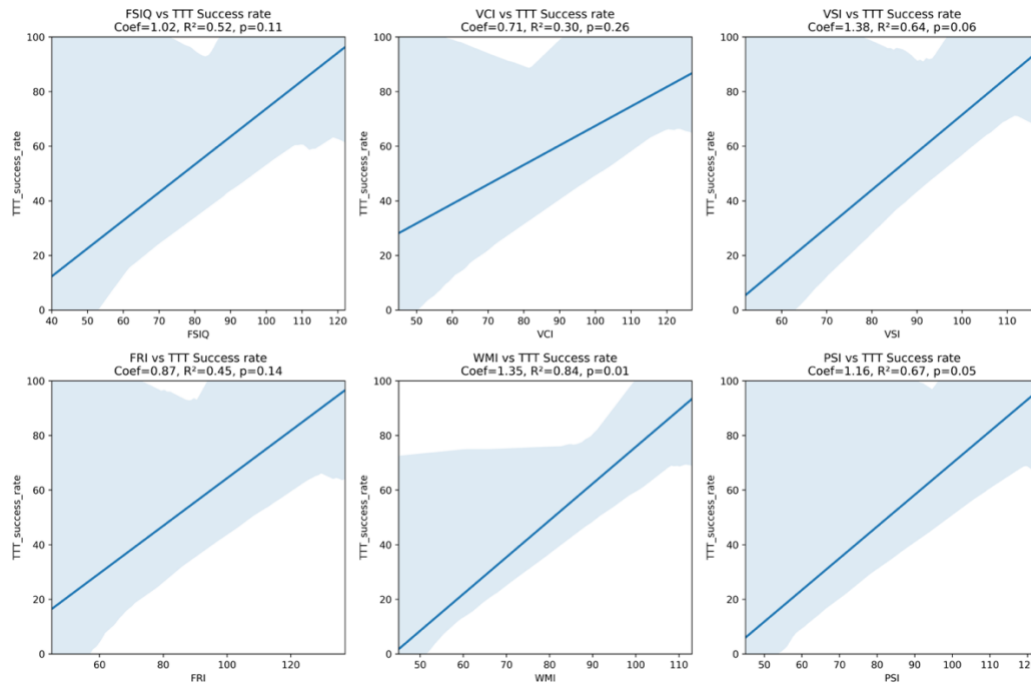 FSIQ vs TTT Success rate
Coef=1.02, R²=0.52, p=0.11
100
80
60
40
20
0
TTT_success_rate
40 50 60 70 80 90 100 110 120
FSIQ
VCI vs TTT Success rate
Coef=0.71, R²=0.30, p=0.26
100
80
60
40
20
0
TTT_success_rate
50 60 70 80 90 100 110 120
VCI
VSI vs TTT Success rate
Coef=1.38, R²=0.64, p=0.06
100
80
60
40
20
0
TTT_success_rate
60 70 80 90 100 110
VSI
FRI vs TTT Success rate
Coef=0.87, R²=0.45, p=0.14
100
80
60
40
20
0
TTT_success_rate
60 80 100 120
FRI
WMI vs TTT Success rate
Coef=1.35, R²=0.84, p=0.01
100
80
60
40
20
0
TTT_success_rate
50 60 70 80 90 100 110
WMI
PSI vs TTT Success rate
Coef=1.16, R²=0.67, p=0.05
100
80
60
40
20
0
TTT_success_rate
50 60 70 80 90 100 110
PSI